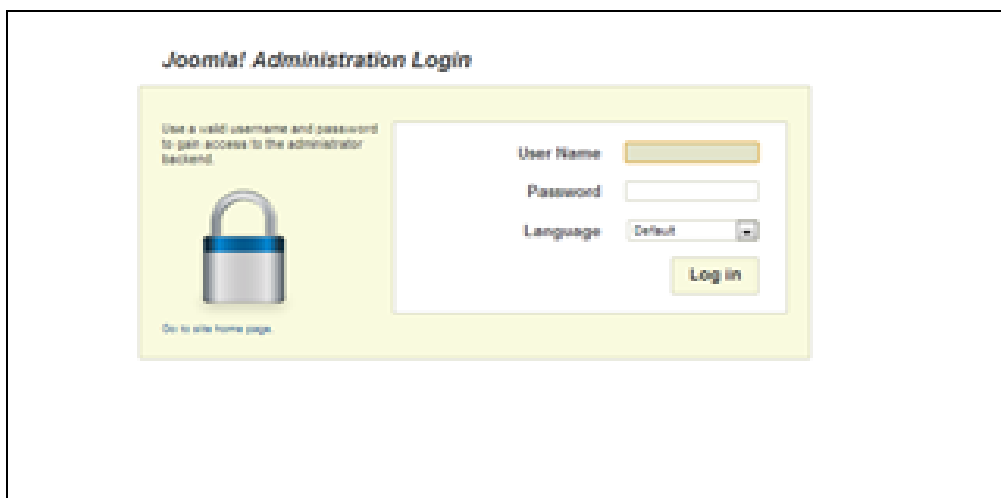 Joomla! Administration Login
Use a valid username and password
to gain access to the administrator
backend.
User Name
Password
Language
Default
Log in
Go to site home page.